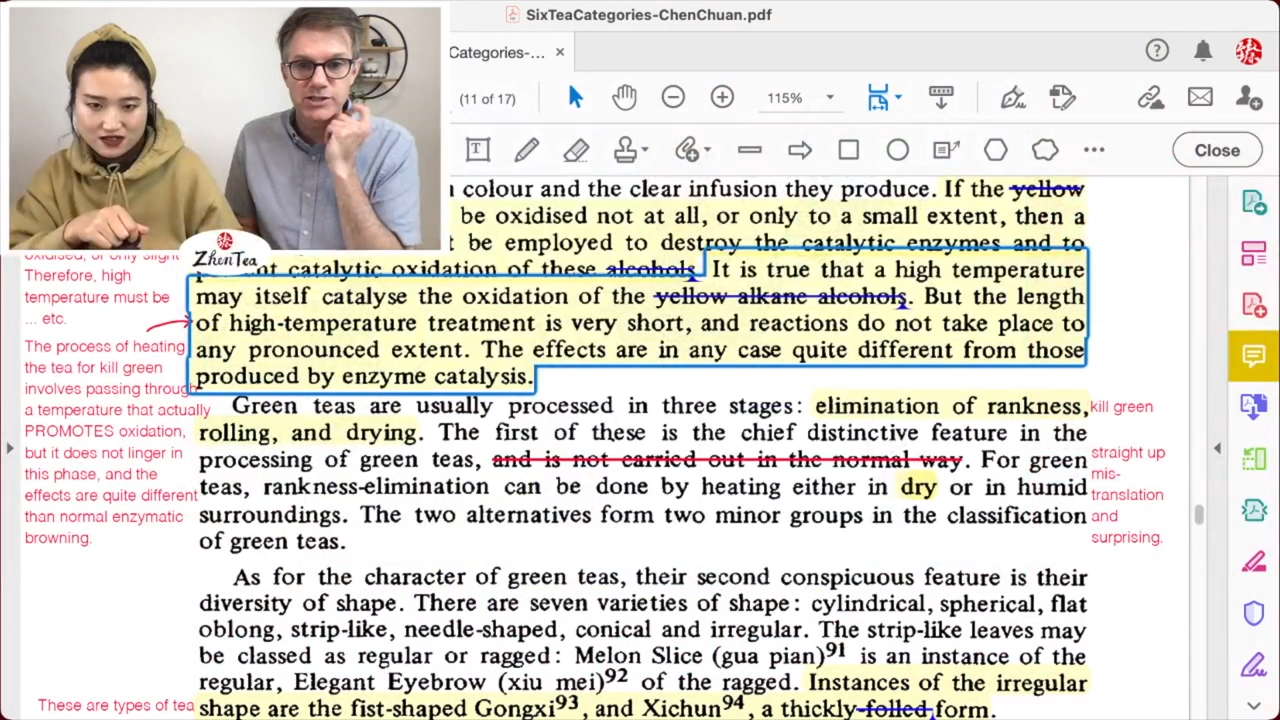 SixTeaCategories-ChenChuan.pdf
Categories-... ×
(11 of 17)
115%
Close
ZhenTea
colour and the clear infusion they produce. If the yellow
be oxidised not at all, or only to a small extent, then a
be employed to destroy the catalytic enzymes and to
catalytic oxidation of these alcohols. It is true that a high temperature
may itself catalyse the oxidation of the yellow alkane alcohols. But the length
of high-temperature treatment is very short, and reactions do not take place to
any pronounced extent. The effects are in any case quite different from those
produced by enzyme catalysis.
Green teas are usually processed in three stages: elimination of rankness,
rolling, and drying. The first of these is the chief distinctive feature in the
processing of green teas, and is not carried out in the normal way. For green
teas, rankness-elimination can be done by heating either in dry or in humid
surroundings. The two alternatives form two minor groups in the classification
of green teas.
As for the character of green teas, their second conspicuous feature is their
diversity of shape. There are seven varieties of shape: cylindrical, spherical, flat
oblong, strip-like, needle-shaped, conical and irregular. The strip-like leaves may
be classed as regular or ragged: Melon Slice (gua pian)91 is an instance of the
regular, Elegant Eyebrow (xiu mei)92 of the ragged. Instances of the irregular
shape are the fist-shaped Gongxi93, and Xichun94, a thickly-folled form.
oxidised, or only slight
Therefore, high
temperature must be
... etc.
The process of heating
the tea for kill green
involves passing through
a temperature that actually
PROMOTES oxidation,
but it does not linger in
this phase, and the
effects are quite different
than normal enzymatic
browning.
These are types of tea
kill green
straight up
mis-
translation
and
surprising.